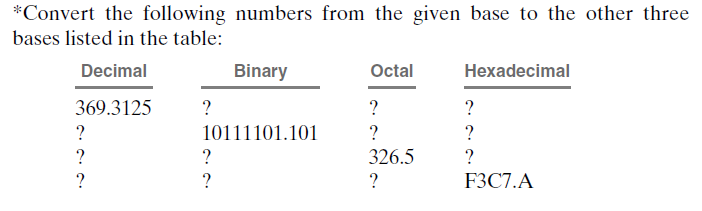 *Convert the following numbers from the given base to the other three
bases listed in the table:
Decimal Binary Octal Hexadecimal
369.3125 ? ? ?
? 10111101.101 ? ?
? ? 326.5 ?
? ? ? F3C7.A